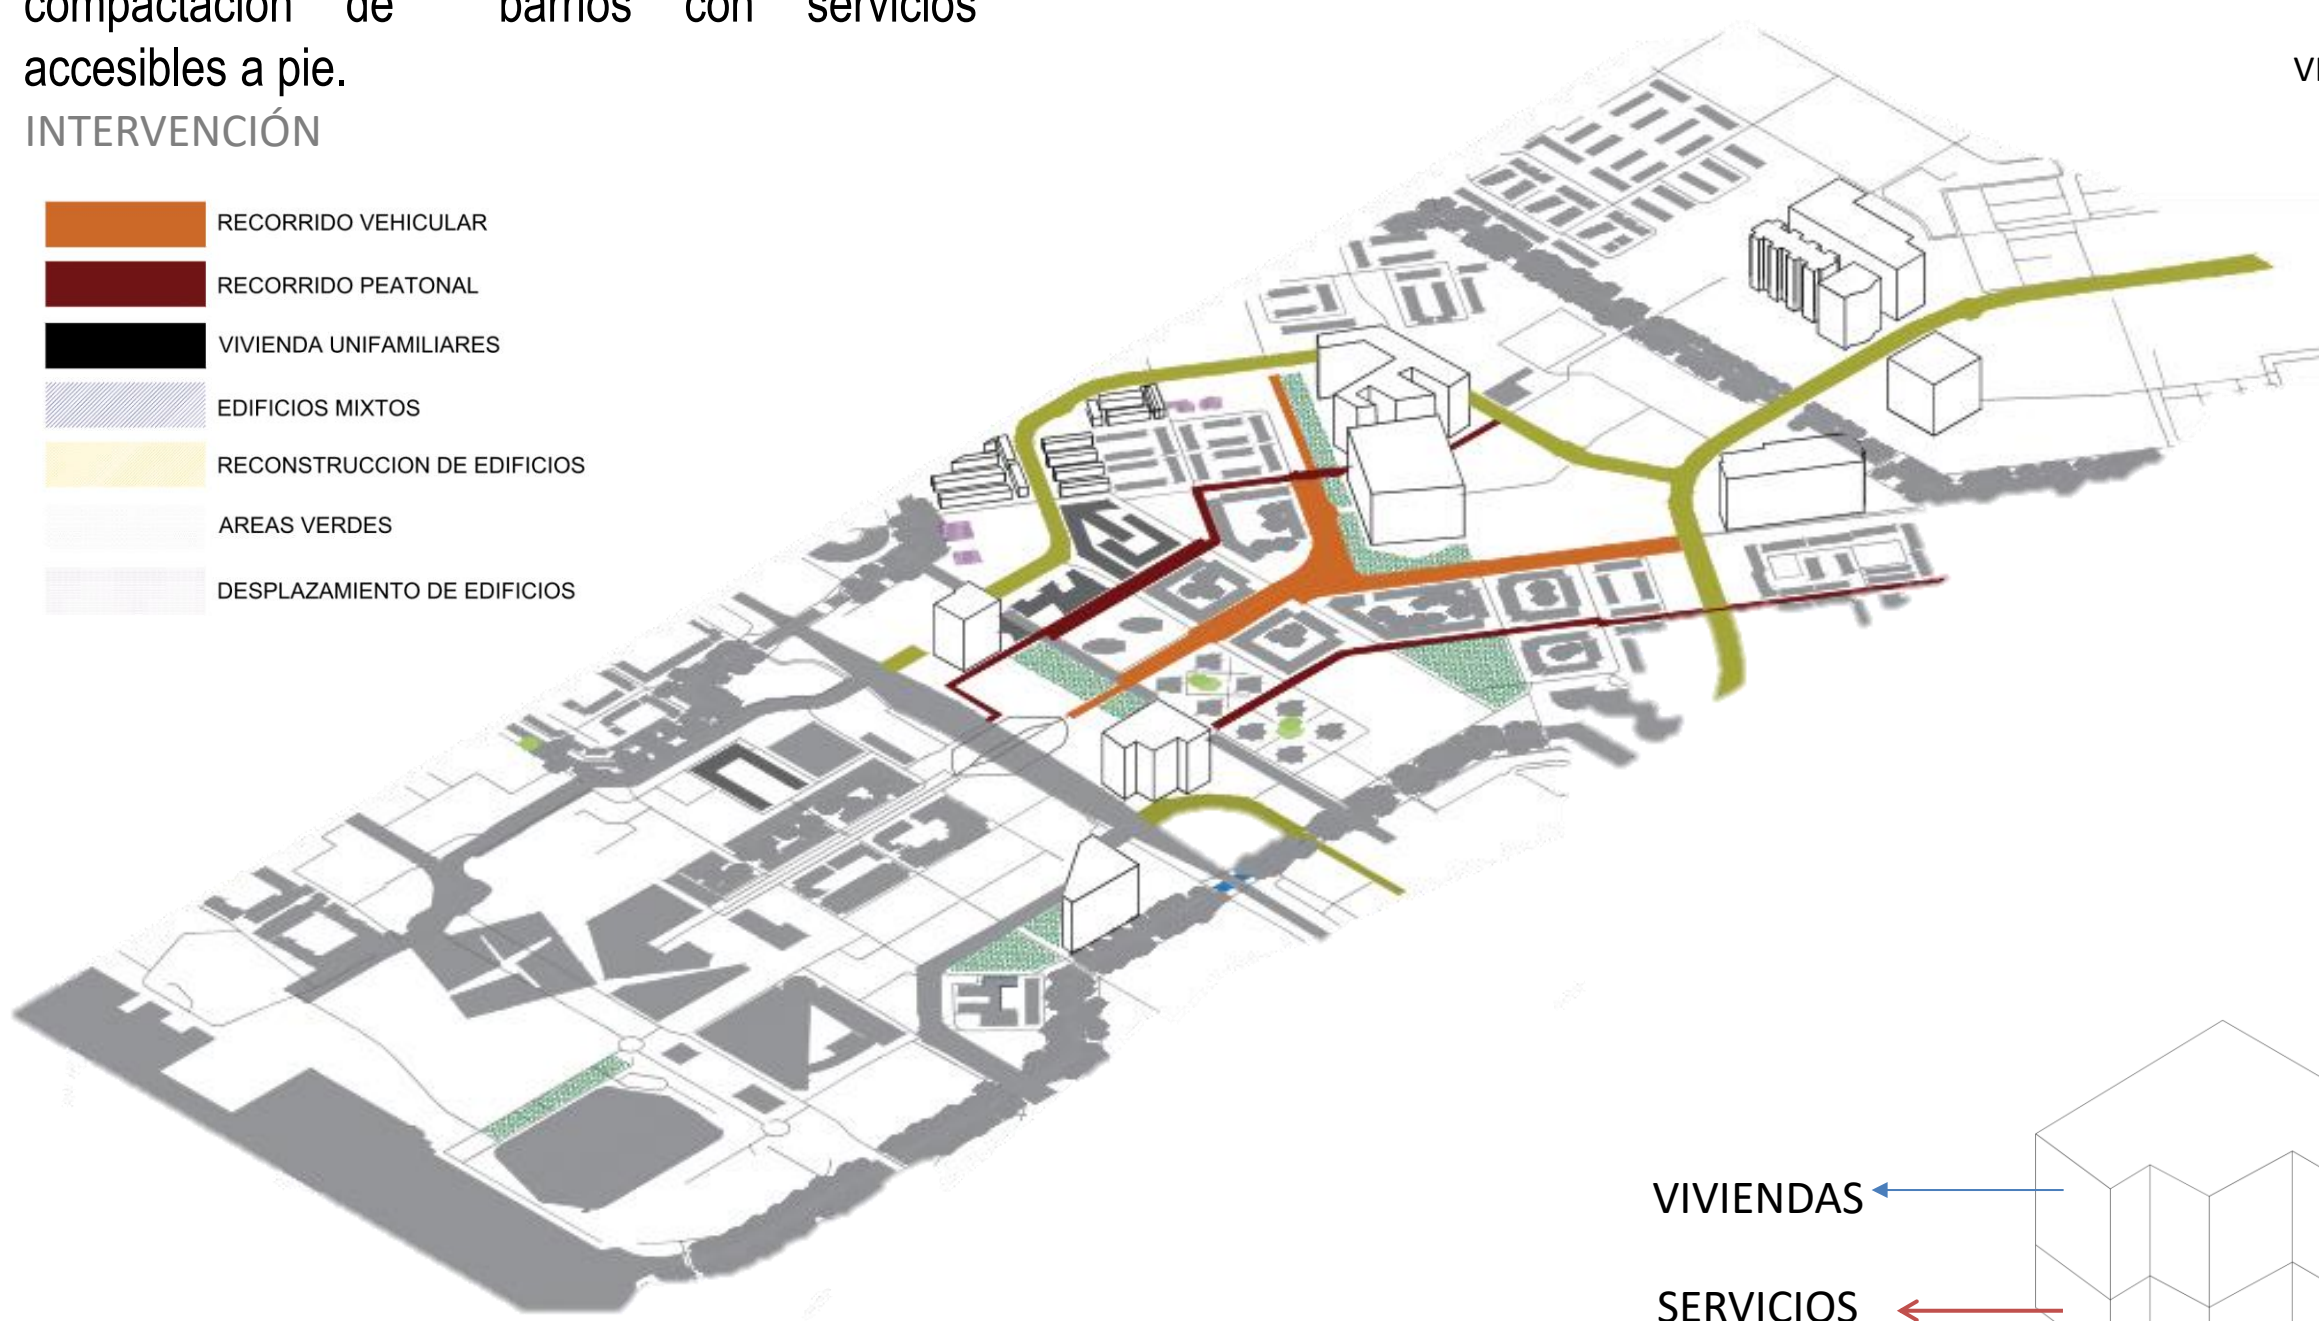 compactación de barrios con servicios
accesibles a pie.
INTERVENCIÓN
RECORRIDO VEHICULAR
RECORRIDO PEATONAL
VIVIENDA UNIFAMILIARES
EDIFICIOS MIXTOS
RECONSTRUCCION DE EDIFICIOS
AREAS VERDES
DESPLAZAMIENTO DE EDIFICIOS
VIVIENDAS
SERVICIOS